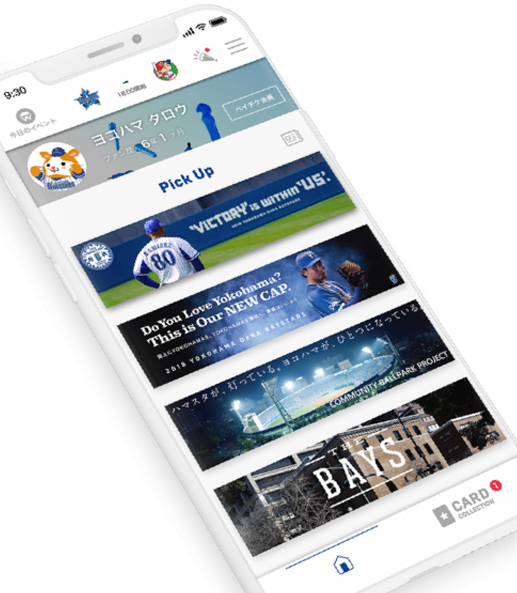 9:30
今日のイベント
18:00開始
ヨコハマ タロウ
ファン歴 6年 1ヶ月
ベイチケ会員
Pick Up
80
"VICTORY" is WITHIN "US".
2019 YOKOHAMA DeNA BAYSTARS
Do You Love Yokohama?
This is Our NEW CAP.
2019 YOKOHAMA DeNA BAYSTARS
ハマスタが、行っている。ヨコハマが、ひとつになっている
COMMUNITY BALLPARK PROJECT
THE
BAYS
CARD
COLLECTION